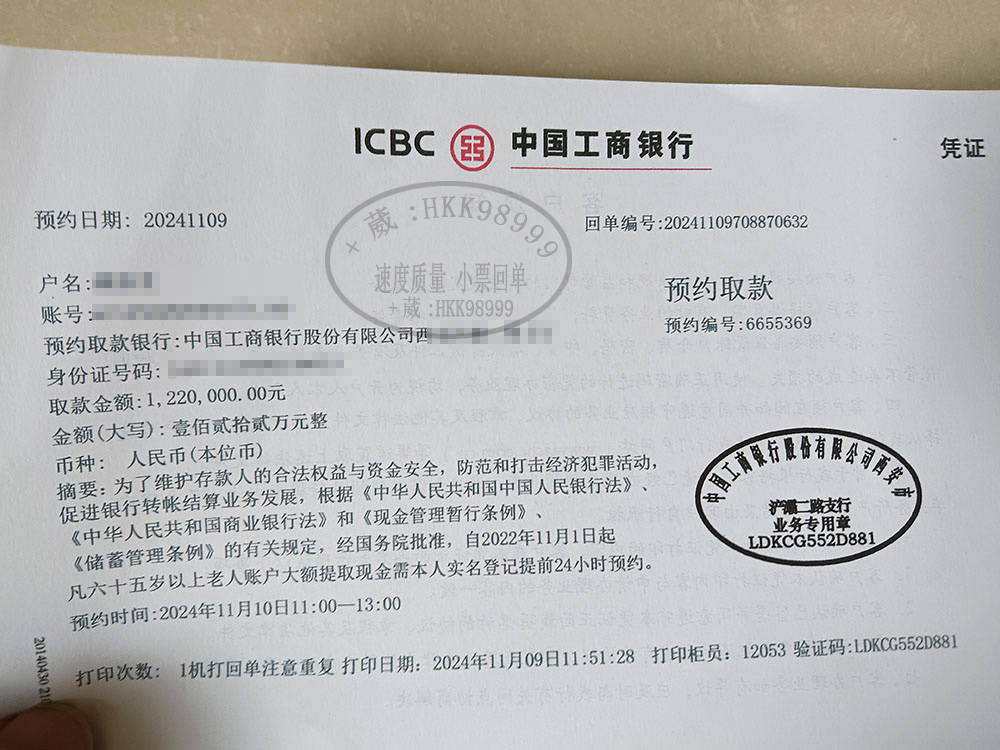 ICBC 中国工商银行
凭证
预约日期: 20241109
回单编号:20241109708870632
+ 葳:HKK98999
速度质量 小票回单
+葳:HKK98999
户名:
账号:
预约取款
预约编号:6655369
预约取款银行:中国工商银行股份有限公司西
身份证号码:
取款金额:1,220,000.00元
金额(大写):壹佰贰拾贰万元整
币种: 人民币(本位币)
摘要:为了维护存款人的合法权益与资金安全，防范和打击经济犯罪活动，
促进银行转帐结算业务发展，根据《中华人民共和国中国人民银行法》、
《中华人民共和国商业银行法》和《现金管理暂行条例》、
《储蓄管理条例》的有关规定，经国务院批准，自2022年11月1日起
凡六十五岁以上老人账户大额提取现金需本人实名登记提前24小时预约。
中国工商银行股份有限公司西安市
浐灞二路支行
业务专用章
LDKCG552D881
预约时间:2024年11月10日11:00—13:00
打印次数: 1机打回单注意重复 打印日期: 2024年11月09日11:51:28 打印柜员: 12053 验证码:LDKCG552D881
20140430